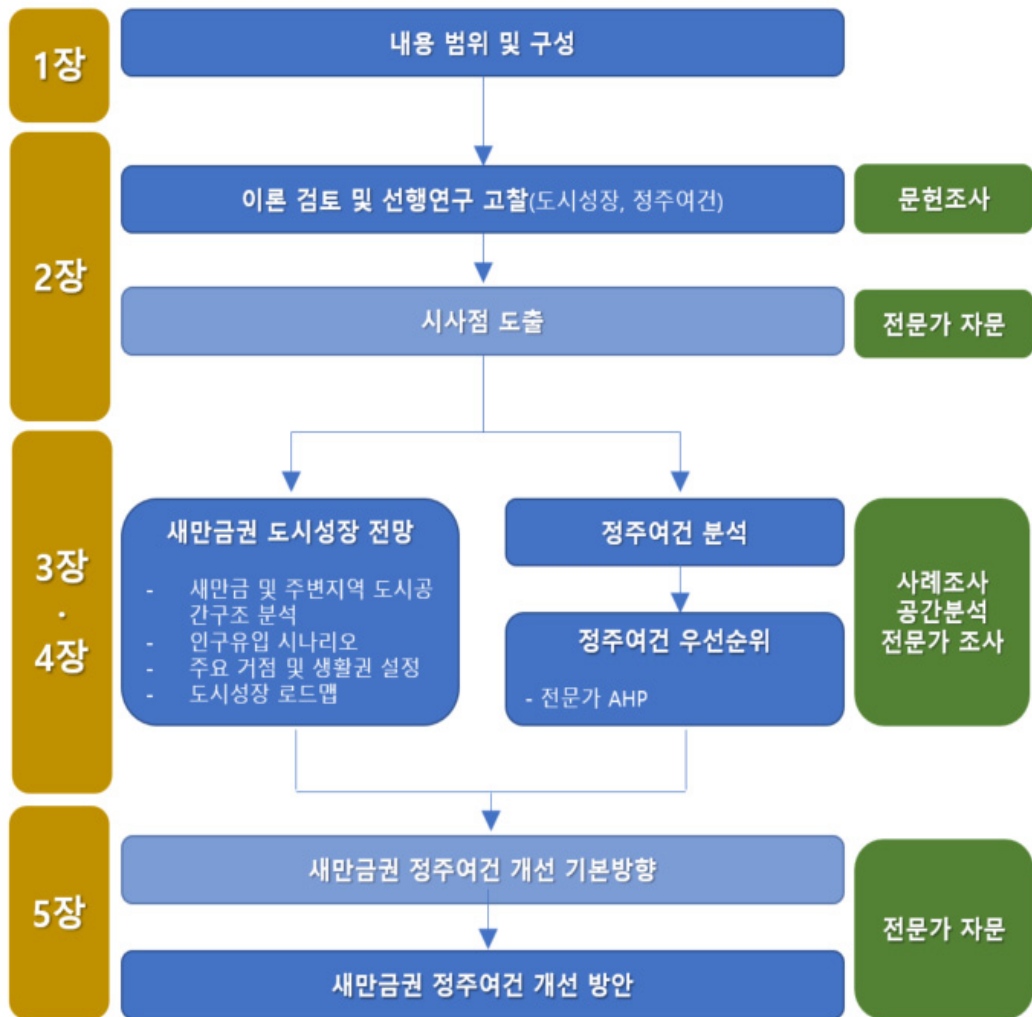 1장
내용 범위 및 구성
2장
이론 검토 및 선행연구 고찰(도시성장, 정주여건)
문헌조사
시사점 도출
전문가 자문
3장
·
4장
새만금권 도시성장 전망
- 새만금 및 주변지역 도시공
간구조 분석
- 인구유입 시나리오
- 주요 거점 및 생활권 설정
- 도시성장 로드맵
정주여건 분석
정주여건 우선순위
- 전문가 AHP
사례조사
공간분석
전문가 조사
5장
새만금권 정주여건 개선 기본방향
새만금권 정주여건 개선 방안
전문가 자문